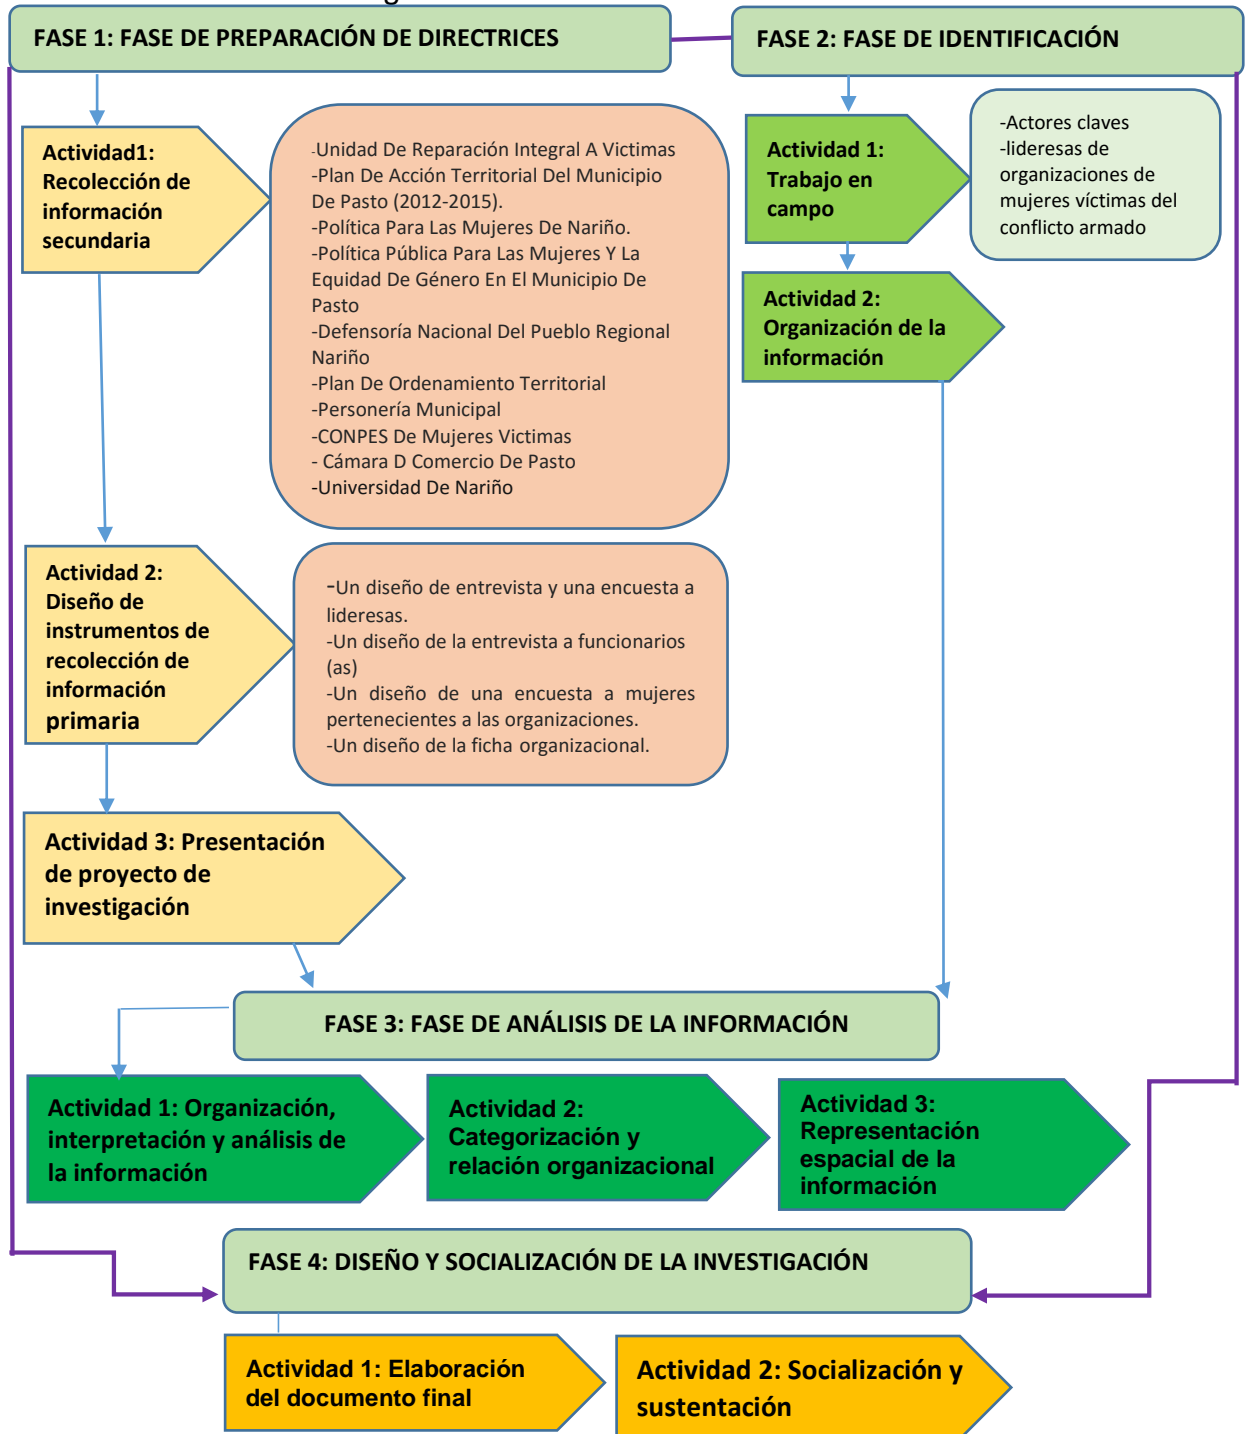 FASE 1: FASE DE PREPARACIÓN DE DIRECTRICES
Actividad1:
Recolección de
información
secundaria
-Unidad De Reparación Integral A Victimas
-Plan De Acción Territorial Del Municipio
De Pasto (2012-2015).
-Política Para Las Mujeres De Nariño.
-Política Pública Para Las Mujeres Y La
Equidad De Género En El Municipio De
Pasto
-Defensoría Nacional Del Pueblo Regional
Nariño
-Plan De Ordenamiento Territorial
-Personería Municipal
-CONPES De Mujeres Victimas
- Cámara D Comercio De Pasto
-Universidad De Nariño
Actividad 2:
Diseño de
instrumentos de
recolección de
información
primaria
-Un diseño de entrevista y una encuesta a
lideresas.
-Un diseño de la entrevista a funcionarios
(as)
-Un diseño de una encuesta a mujeres
pertenecientes a las organizaciones.
-Un diseño de la ficha organizacional.
Actividad 3: Presentación
de proyecto de
investigación
FASE 2: FASE DE IDENTIFICACIÓN
Actividad 1:
Trabajo en
campo
-Actores claves
-lideresas de
organizaciones de
mujeres víctimas del
conflicto armado
Actividad 2:
Organización de la
información
FASE 3: FASE DE ANÁLISIS DE LA INFORMACIÓN
Actividad 1: Organización,
interpretación y análisis de
la información
Actividad 2:
Categorización y
relación organizacional
Actividad 3:
Representación
espacial de la
información
FASE 4: DISEÑO Y SOCIALIZACIÓN DE LA INVESTIGACIÓN
Actividad 1: Elaboración
del documento final
Actividad 2: Socialización y
sustentación